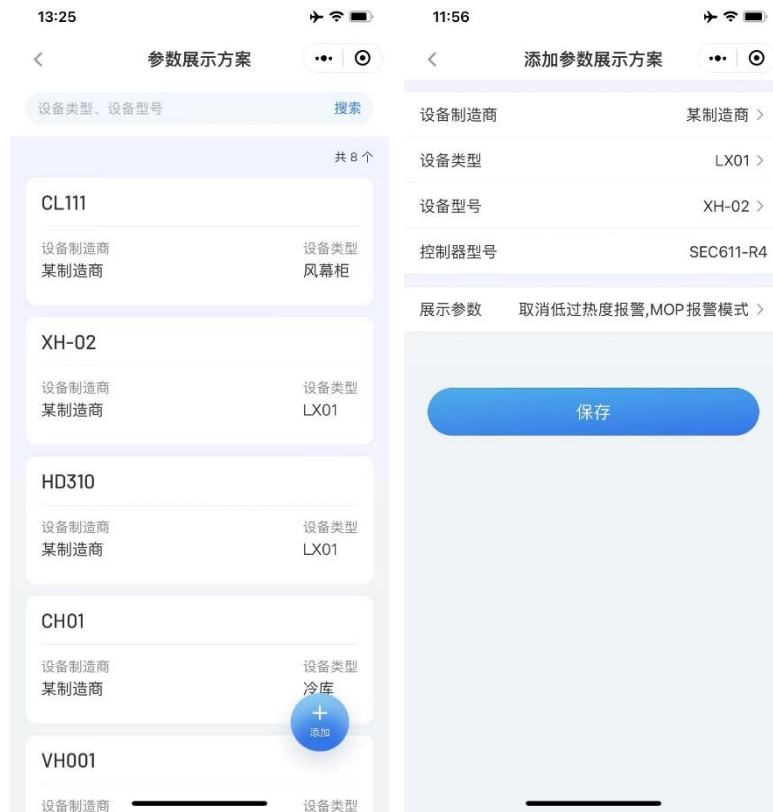 13:25
参数展示方案
设备类型、设备型号 搜索
共 8 个
CL111
设备制造商 设备类型
某制造商 风幕柜
XH-02
设备制造商 设备类型
某制造商 LX01
HD310
设备制造商 设备类型
某制造商 LX01
CH01
设备制造商 设备类型
某制造商 冷库
添加
VH001
设备制造商 设备类型
11:56
添加参数展示方案
设备制造商 某制造商
设备类型 LX01
设备型号 XH-02
控制器型号 SEC611-R4
展示参数 取消低过热度报警,MOP报警模式
保存